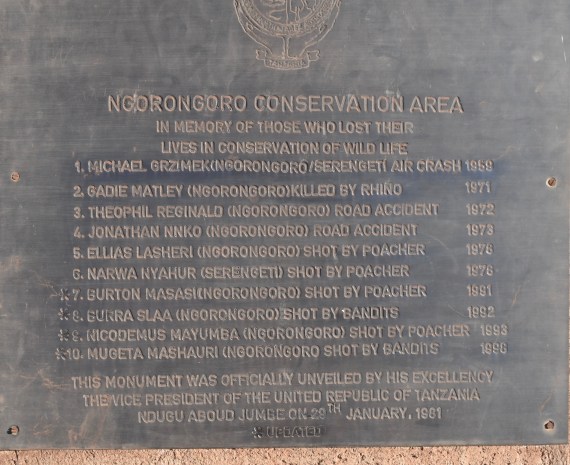 TANZANIA
NGORONGORO CONSERVATION AREA
IN MEMORY OF THOSE WHO LOST THEIR
LIVES IN CONSERVATION OF WILD LIFE
1. MICHAEL GRZIMEK(NGORONGORO/SERENGETI AIR CRASH 1959
2. GADIE MATLEY (NGORONGORO)KILLED BY RHINO 1971
3. THEOPHIL REGINALD (NGORONGORO) ROAD ACCIDENT 1972
4. JONATHAN NNKO (NGORONGORO) ROAD ACCIDENT 1973
5. ELLIAS LASHERI (NGORONGORO) SHOT BY POACHER
6. NARWA NYAHUR (SERENGETI) SHOT BY POACHER
*7. BURTON MASASI(NGORONGORO) SHOT BY POACHER 1991
*8. BURRA SLAA (NGORONGORO) SHOT BY BANDITS 1992
*9. NICODEMUS MAYUMBA (NGORONGORO) SHOT BY POACHER 1993
*10. MUGETA MASHAURI (NGORONGORO SHOT BY BANDITS
THIS MONUMENT WAS OFFICIALLY UNVEILED BY HIS EXCELLENCY
THE VICE PRESIDENT OF THE UNITED REPUBLIC OF TANZANIA
NDUGU ABOUD JUMBE ON 29TH JANUARY, 1981
* UPDATED